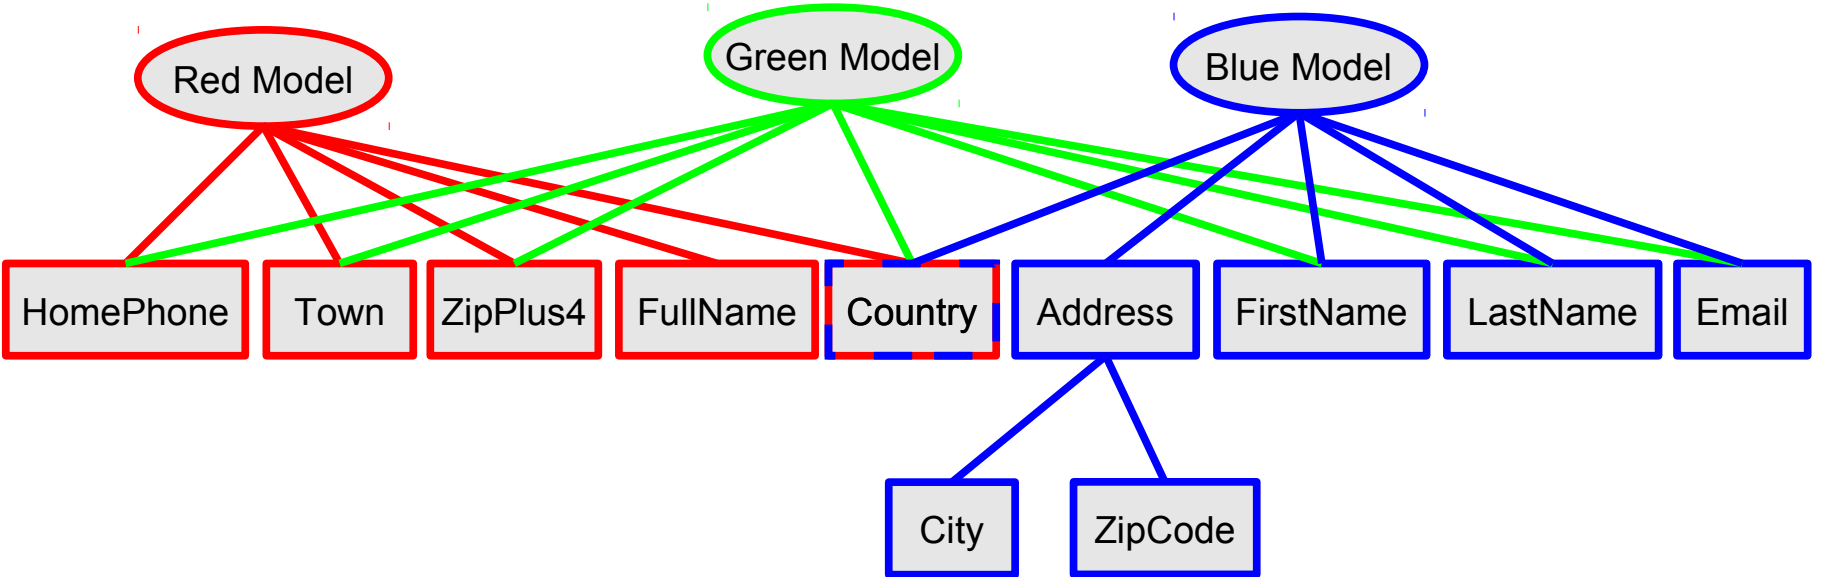 Red Model
Green Model
Blue Model
HomePhone
Town
ZipPlus4
FullName
Country
Address
FirstName
LastName
Email
City
ZipCode